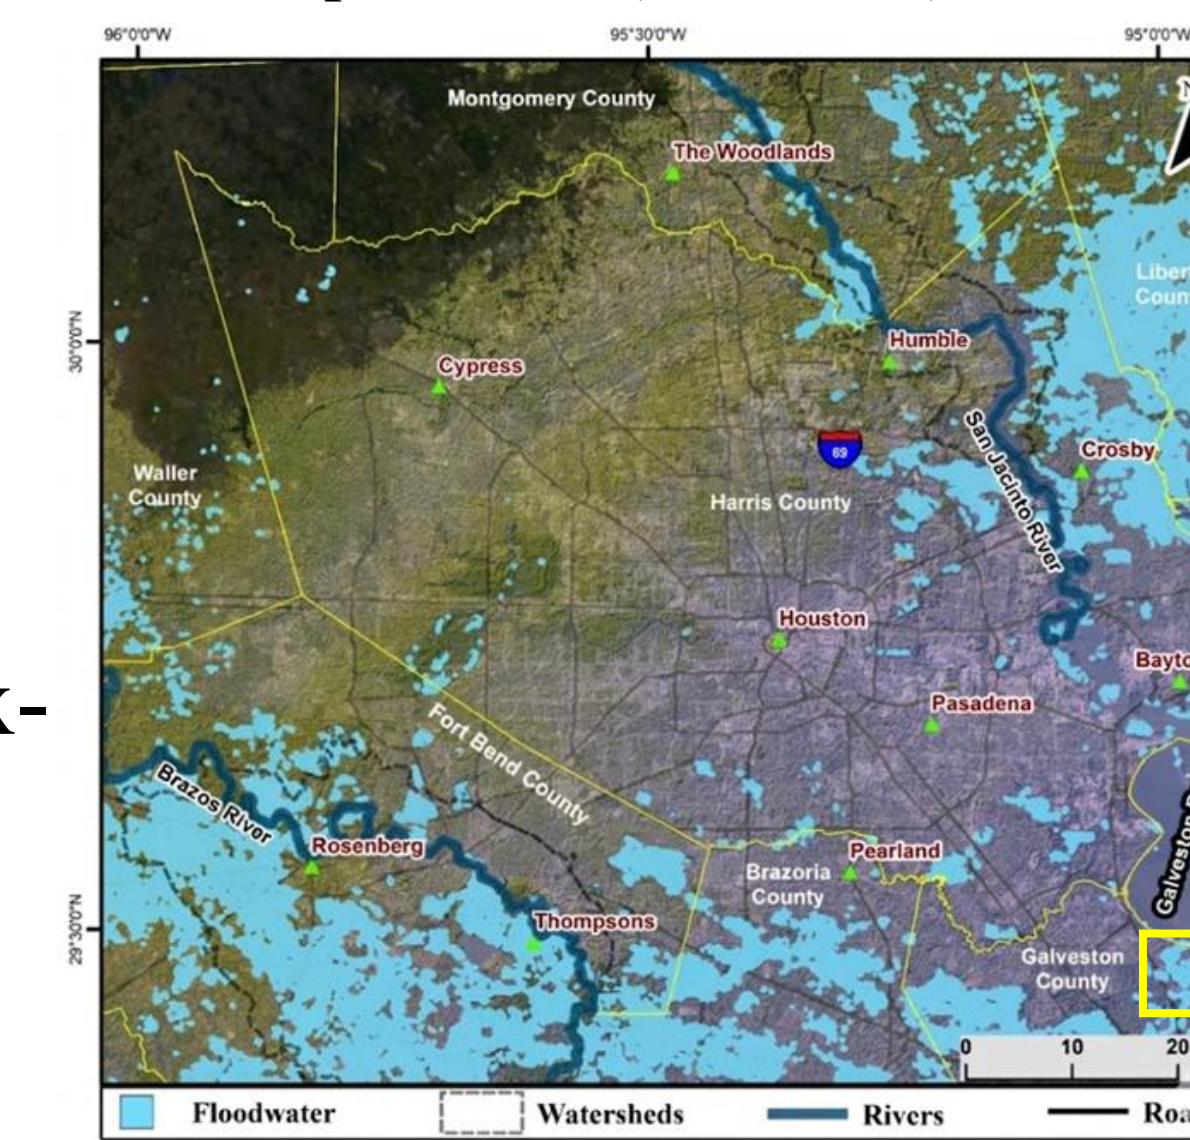 96°0'0"W 95°30'0"W 95°0'0"W
Montgomery County
The Woodlands
30°0'0"N
Humble
Cypress
San Jacinto River
Crosby
69
Waller
County
Harris County
Houston
Pasadena
Fort Bend County
Brazos River
Rosenberg
Pearland
Brazoria
County
Galveston
29°30'0"N
Thompsons
Galveston
County
0 10 20
Floodwater Watersheds Rivers